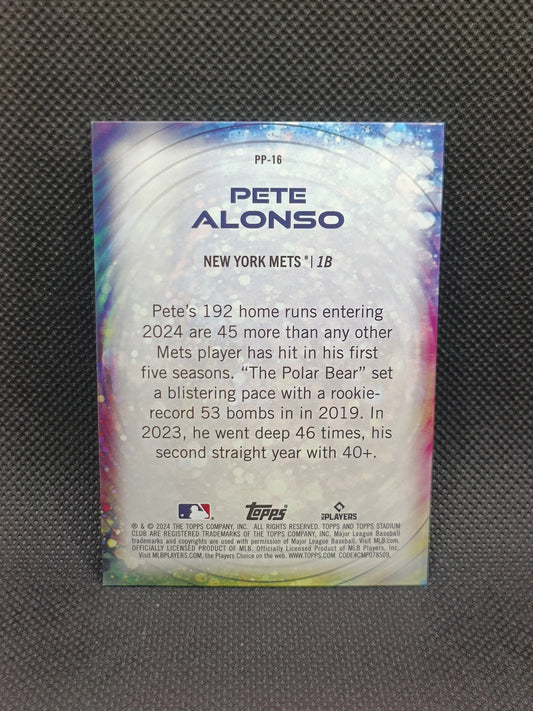 PP-16
PETE
ALONSO
NEW YORK METS® | 1B
Pete's 192 home runs entering
2024 are 45 more than any other
Mets player has hit in his first
five seasons. “The Polar Bear” set
a blistering pace with a rookie-
record 53 bombs in in 2019. In
2023, he went deep 46 times, his
second straight year with 40+.
topps MLB PLAYERS
® & © 2024 THE TOPPS COMPANY, INC. ALL RIGHTS RESERVED. TOPPS AND TOPPS STADIUM
CLUB ARE REGISTERED TRADEMARKS OF THE TOPPS COMPANY, INC. Major League Baseball
trademarks and copyrights are used with permission of Major League Baseball. Visit MLB.com.
OFFICIALLY LICENSED PRODUCT OF MLB. Officially Licensed Product of MLB Players, Inc.
Visit MLBPLAYERS.com, the Players Choice on the web. WWW.TOPPS.COM. CODE#CMP078509